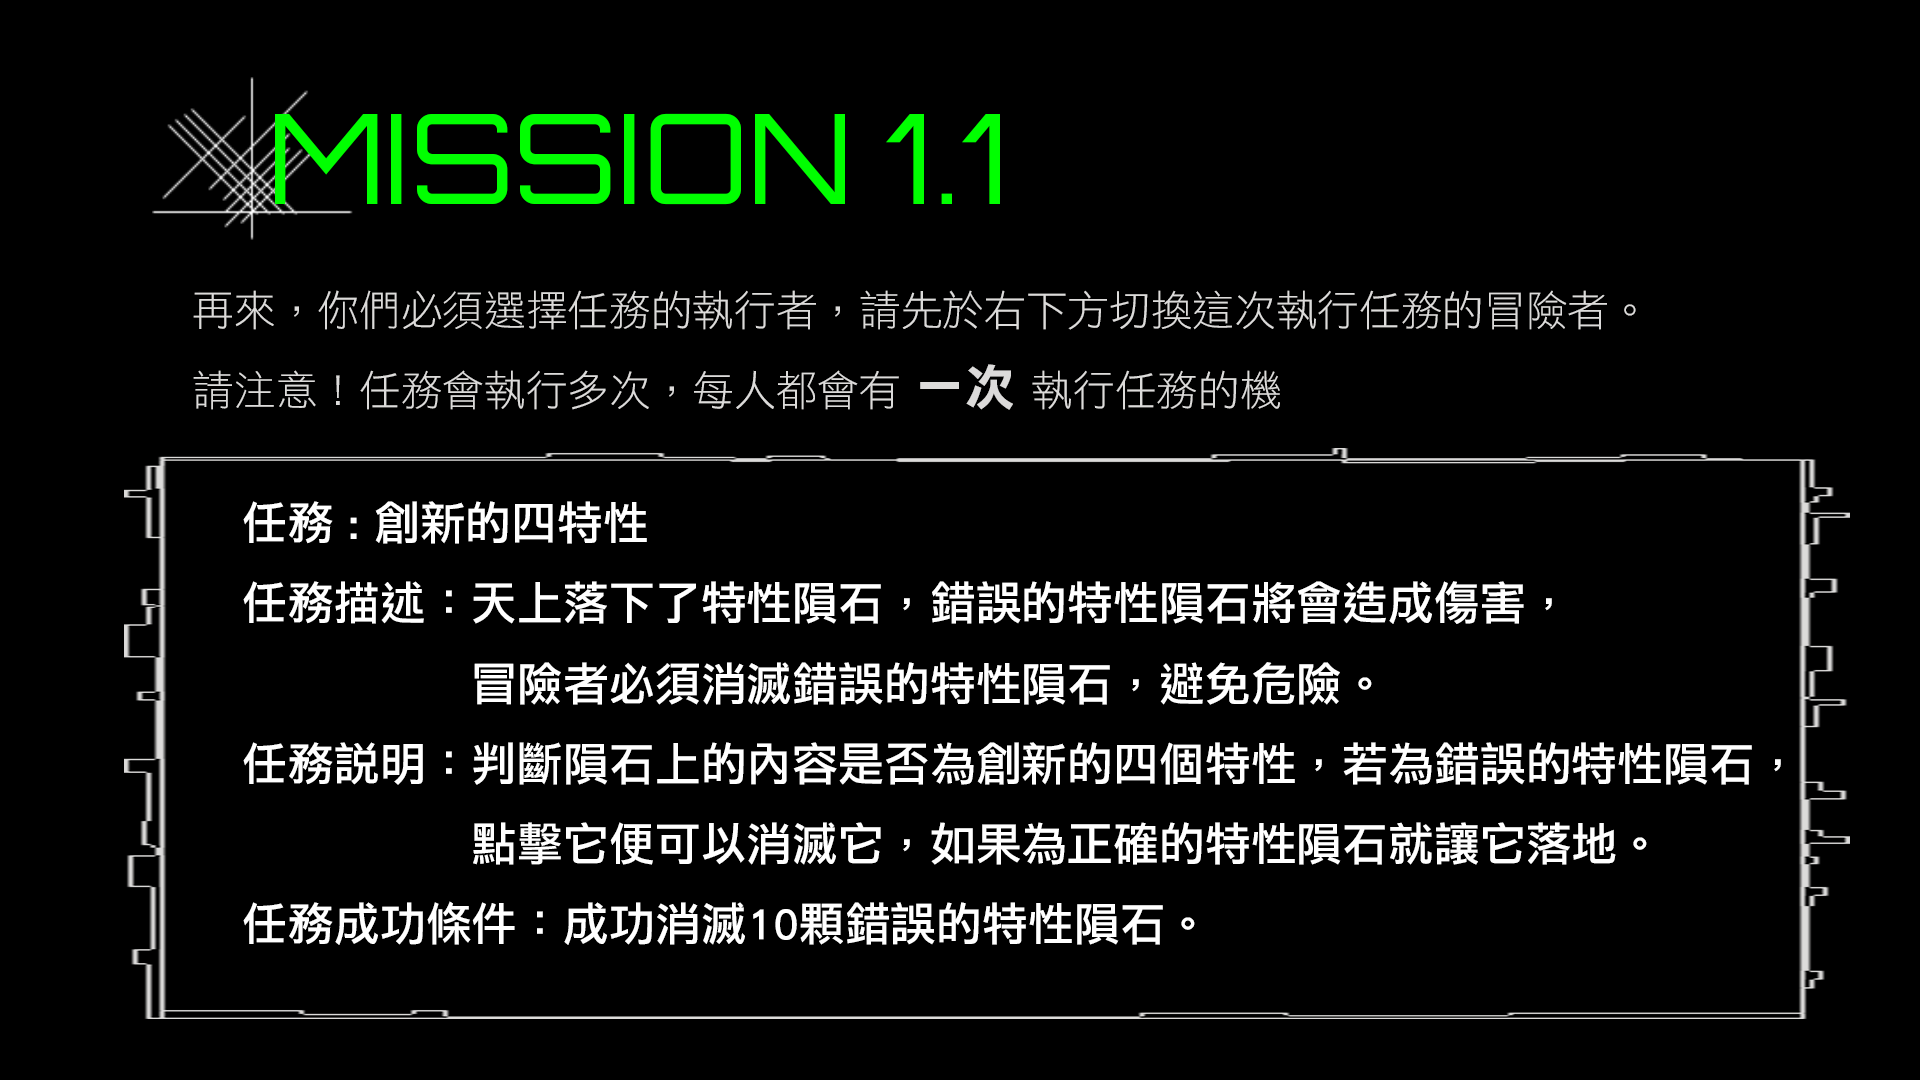 MISSION 1.1
再來，你們必須選擇任務的執行者，請先於右下方切換這次執行任務的冒險者。
請注意！任務會執行多次，每人都會有 一次 執行任務的機
任務 : 創新的四特性
任務描述：天上落下了特性隕石，錯誤的特性隕石將會造成傷害，
冒險者必須消滅錯誤的特性隕石，避免危險。
任務説明：判斷隕石上的內容是否為創新的四個特性，若為錯誤的特性隕石，
點擊它便可以消滅它，如果為正確的特性隕石就讓它落地。
任務成功條件：成功消滅10顆錯誤的特性隕石。